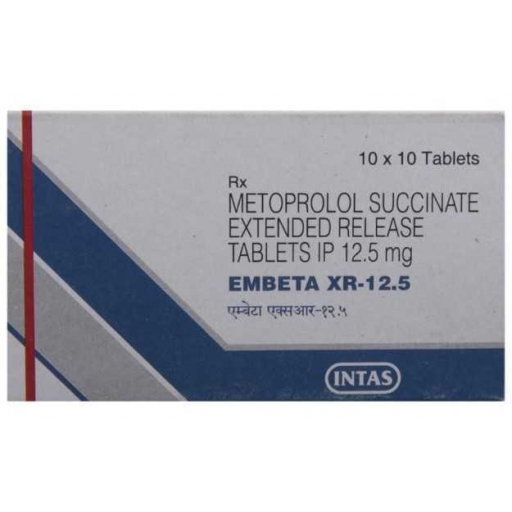 10 x 10 Tablets
Rx
METOPROLOL SUCCINATE
EXTENDED RELEASE
TABLETS IP 12.5 mg
EMBETA XR-12.5
एम्बेटा एक्सआर-१२.५
INTAS